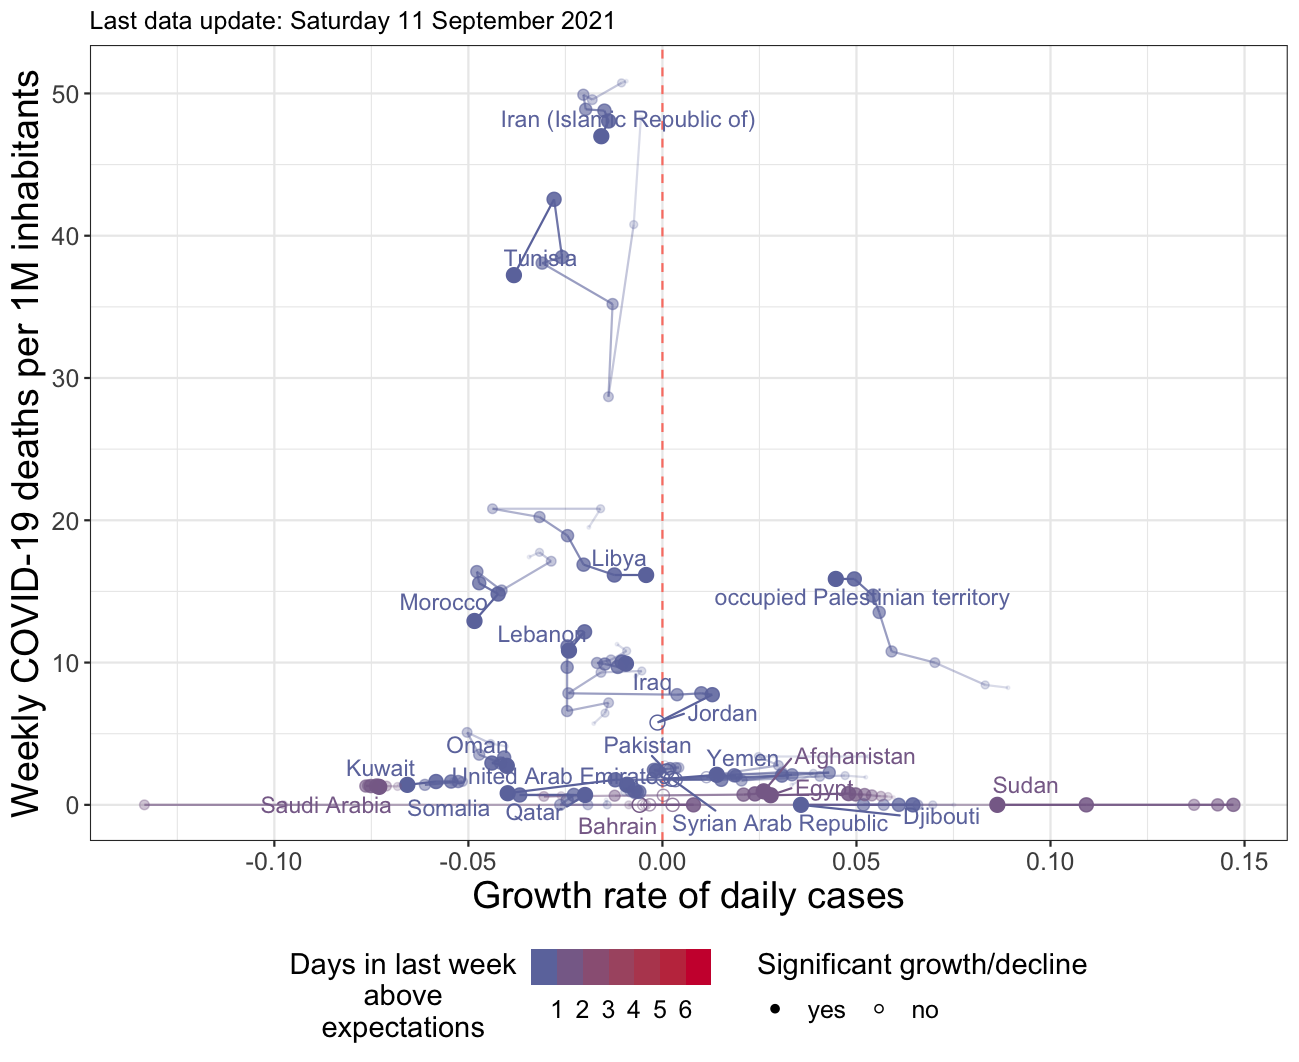 Last data update: Saturday 11 September 2021
Weekly COVID-19 deaths per 1M inhabitants
50
40
30
20
10
0
Iran (Islamic Republic of)
Tunisia
Libya
occupied Palestinian territory
Morocco
Lebanon
Iraq
Jordan
Oman
Pakistan
Yemen
Afghanistan
Kuwait
United Arab Emirates
Egypt
Sudan
Saudi Arabia
Somalia
Qatar
Bahrain
Syrian Arab Republic
Djibouti
-0.10
-0.05
0.00
0.05
0.10
0.15
Growth rate of daily cases
Days in last week
above
expectations
1 2 3 4 5 6
Significant growth/decline
yes
no